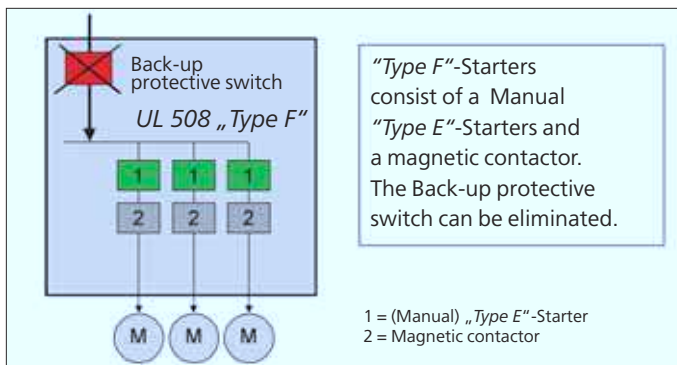 Back-up
protective switch
UL 508 „Type F“
1 1 1
2 2 2
M M M
“Type F“-Starters
consist of a Manual
“Type E“-Starters and
a magnetic contactor.
The Back-up protective
switch can be eliminated.
1 = (Manual) „Type E“-Starter
2 = Magnetic contactor